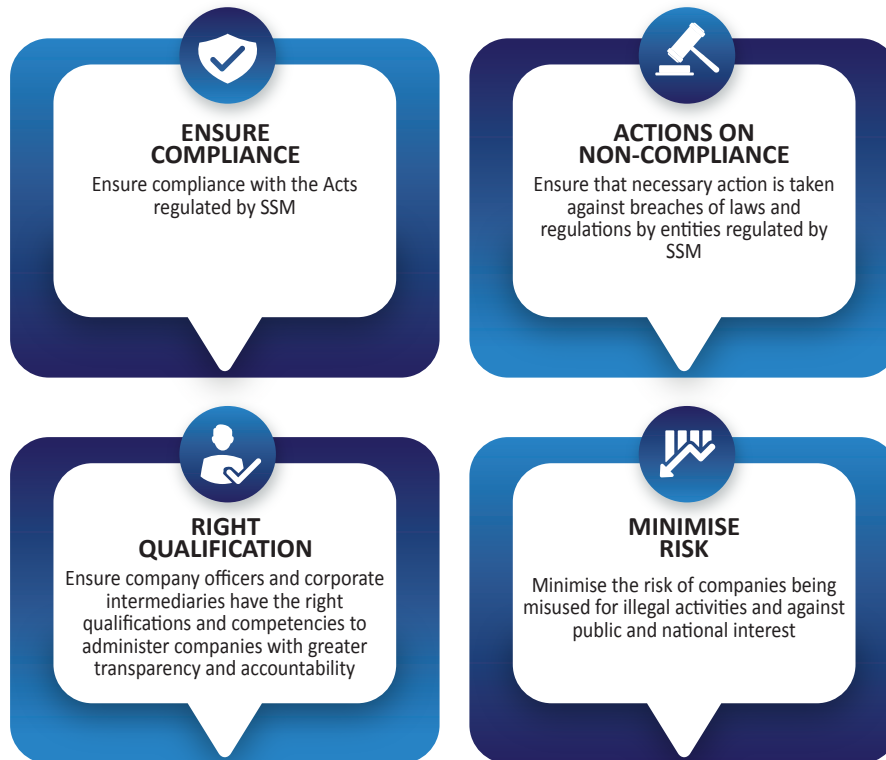 ENSURE
COMPLIANCE
Ensure compliance with the Acts
regulated by SSM
ACTIONS ON
NON-COMPLIANCE
Ensure that necessary action is taken
against breaches of laws and
regulations by entities regulated by
SSM
RIGHT
QUALIFICATION
Ensure company officers and corporate
intermediaries have the right
qualifications and competencies to
administer companies with greater
transparency and accountability
MINIMISE
RISK
Minimise the risk of companies being
misused for illegal activities and against
public and national interest